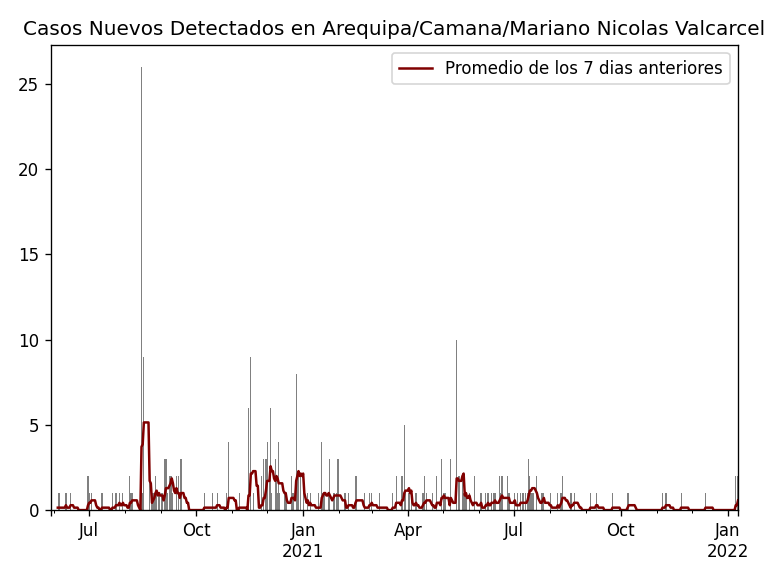 Casos Nuevos Detectados en Arequipa/Camana/Mariano Nicolas Valcarcel
Promedio de los 7 dias anteriores
25
20
15
10
5
0
Jul Oct Jan Apr Jul Oct Jan
2021 2022